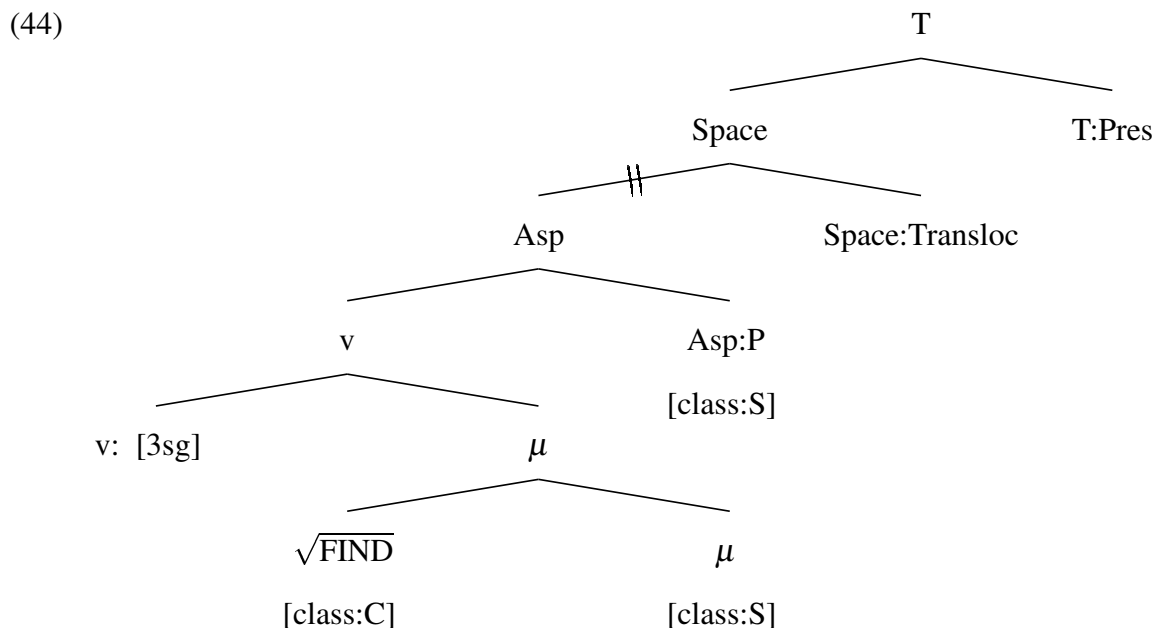 (44) T
Space T:Pres
Asp Space:Transloc
v Asp:P
[class:S]
v: [3sg] μ
√FIND μ
[class:C] [class:S]